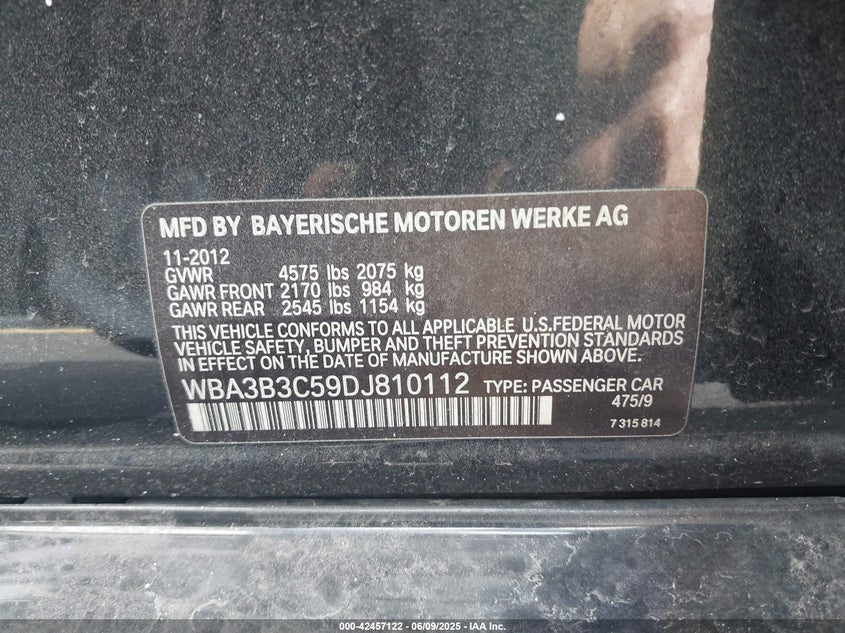 MFD BY BAYERISCHE MOTOREN WERKE AG
11-2012
GVWR 4575 lbs 2075 kg
GAWR FRONT 2170 lbs 984 kg
GAWR REAR 2545 lbs 1154 kg
THIS VEHICLE CONFORMS TO ALL APPLICABLE U.S.FEDERAL MOTOR
VEHICLE SAFETY, BUMPER AND THEFT PREVENTION STANDARDS
IN EFFECT ON THE DATE OF MANUFACTURE SHOWN ABOVE.
WBA3B3C59DJ810112 TYPE: PASSENGER CAR
475/9
7 315 814
000-42457122 - 06/09/2025 - IAA Inc.